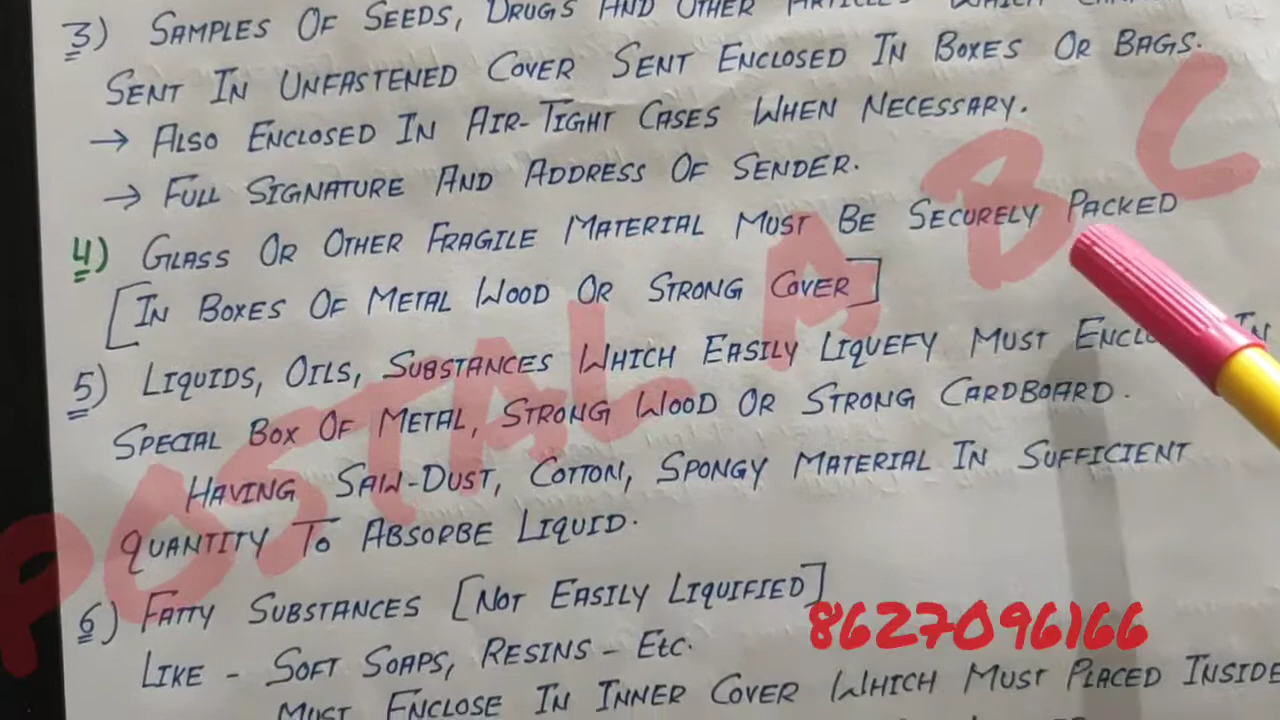 3) SAMPLES OF SEEDS, DRUGS AND OTHER WHICH
SENT IN UNFASTENED COVER SENT ENCLOSED IN BOXES OR BAGS.
→ ALSO ENCLOSED IN AIR-TIGHT CASES WHEN NECESSARY.
→ FULL SIGNATURE AND ADDRESS OF SENDER.
4) GLASS OR OTHER FRAGILE MATERIAL MUST BE SECURELY PACKED
[IN BOXES OF METAL WOOD OR STRONG COVER]
5) LIQUIDS, OILS, SUBSTANCES WHICH EASILY LIQUEFY MUST IN
SPECIAL BOX OF METAL, STRONG WOOD OR STRONG CARDBOARD.
HAVING SAW-DUST, COTTON, SPONGY MATERIAL IN SUFFICIENT
QUANTITY TO ABSORBE LIQUID.
6) FATTY SUBSTANCES [NOT EASILY LIQUIFIED]
LIKE - SOFT SOAPS, RESINS - ETC.
MUST ENCLOSE IN INNER COVER WHICH MUST PLACED INSIDE
POSTAL ABC
8627096166